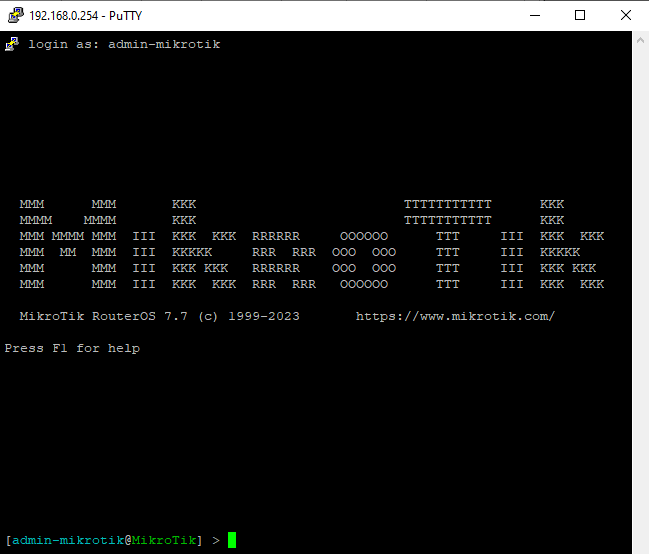 192.168.0.254 - PuTTY
login as: admin-mikrotik
MMM      MMM       KKK                          TTTTTTTTTTT      KKK
MMMM    MMMM       KKK                          TTTTTTTTTTT      KKK
MMM MMMM MMM  III  KKK  KKK  RRRRRR     OOOOOO      TTT     III  KKK  KKK
MMM  MM  MMM  III  KKKKK     RRR  RRR  OOO  OOO     TTT     III  KKKKK
MMM      MMM  III  KKK KKK   RRRRRR    OOO  OOO     TTT     III  KKK KKK
MMM      MMM  III  KKK  KKK  RRR  RRR   OOOOOO      TTT     III  KKK  KKK
MikroTik RouterOS 7.7 (c) 1999-2023       https://www.mikrotik.com/
Press F1 for help
[admin-mikrotik@MikroTik] >